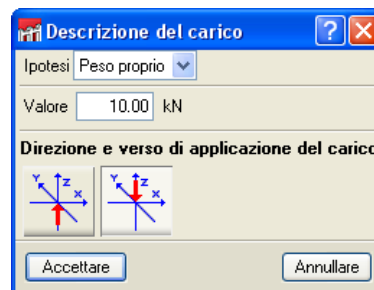 Descrizione del carico
Ipotesi Peso proprio
Valore 10.00 kN
Direzione e verso di applicazione del carico
Y Z X Y Z X
Accettare Annullare